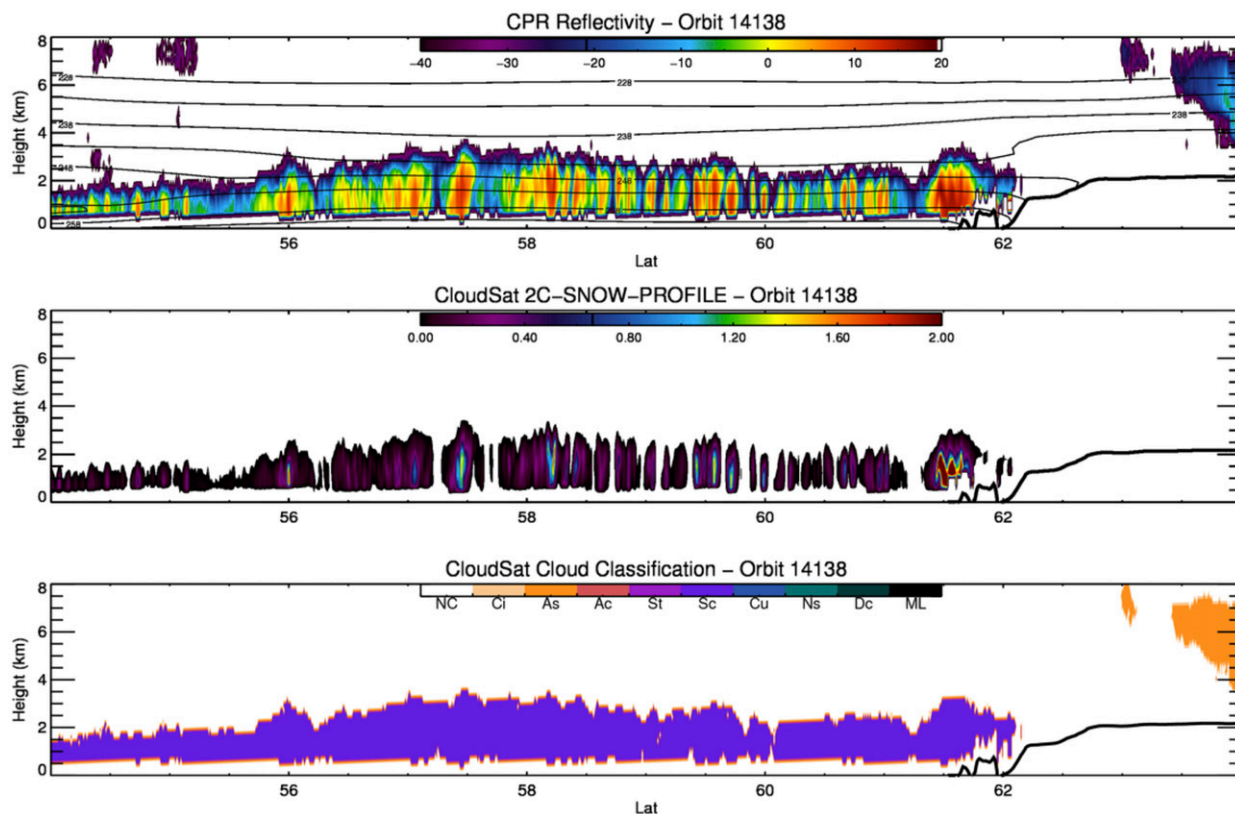 CPR Reflectivity – Orbit 14138
8
−40 −30 −20 −10 0 10 20
6
228 228
238 238 238
Height (km)
4
248 248
2
258
0
56 58 60 62
Lat
CloudSat 2C–SNOW–PROFILE – Orbit 14138
8
0.00 0.40 0.80 1.20 1.60 2.00
6
Height (km)
4
2
0
56 58 60 62
Lat
CloudSat Cloud Classification – Orbit 14138
8
NC Ci As Ac St Sc Cu Ns Dc ML
6
Height (km)
4
2
0
56 58 60 62
Lat